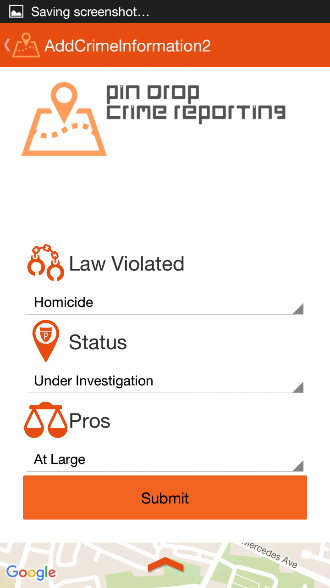 Saving screenshot…
AddCrimeInformation2
pin drop
crime reporting
Law Violated
Homicide
Status
Under Investigation
Pros
At Large
Submit
Google
Mercedes Ave